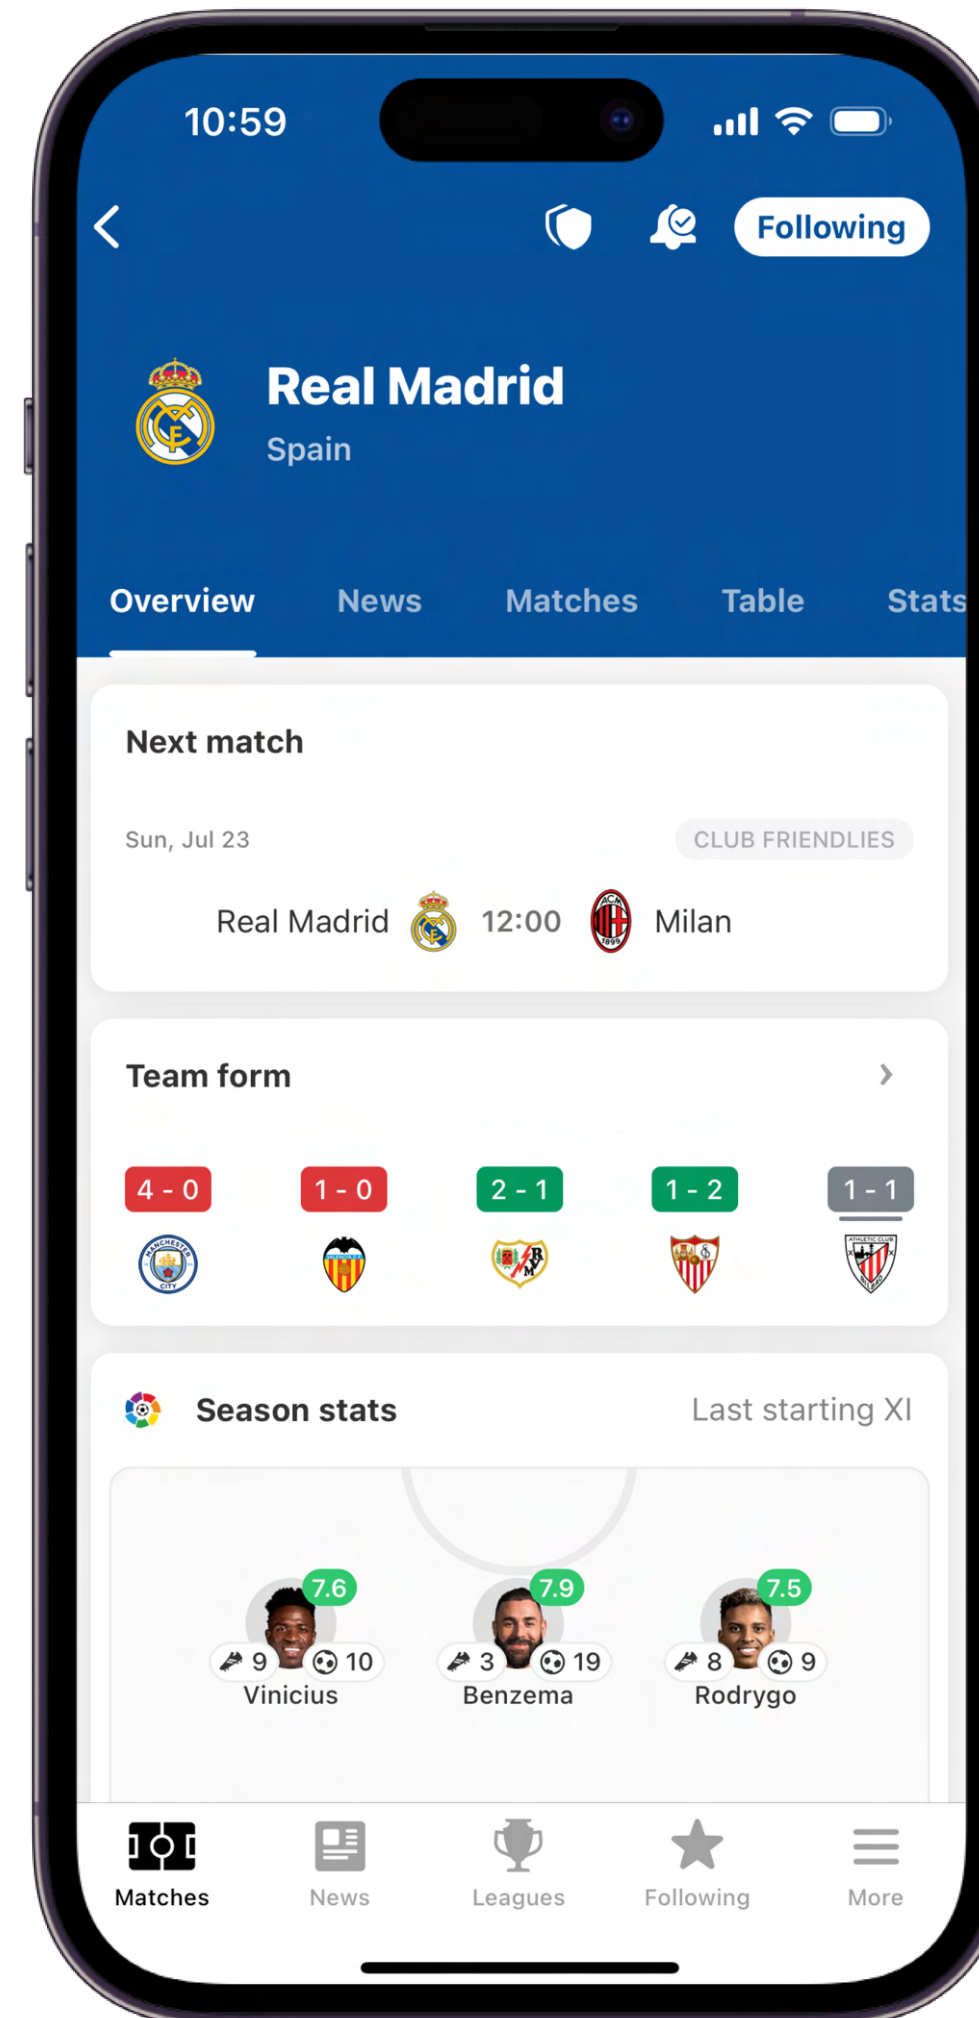 10:59
Following
Real Madrid
Spain
Overview News Matches Table Stats
Next match
Sun, Jul 23 CLUB FRIENDLIES
Real Madrid 12:00 Milan
Team form
4 - 0 1 - 0 2 - 1 1 - 2 1 - 1
Season stats Last starting XI
7.6 7.9 7.5
9 10 3 19 8 9
Vinicius Benzema Rodrygo
Matches News Leagues Following More